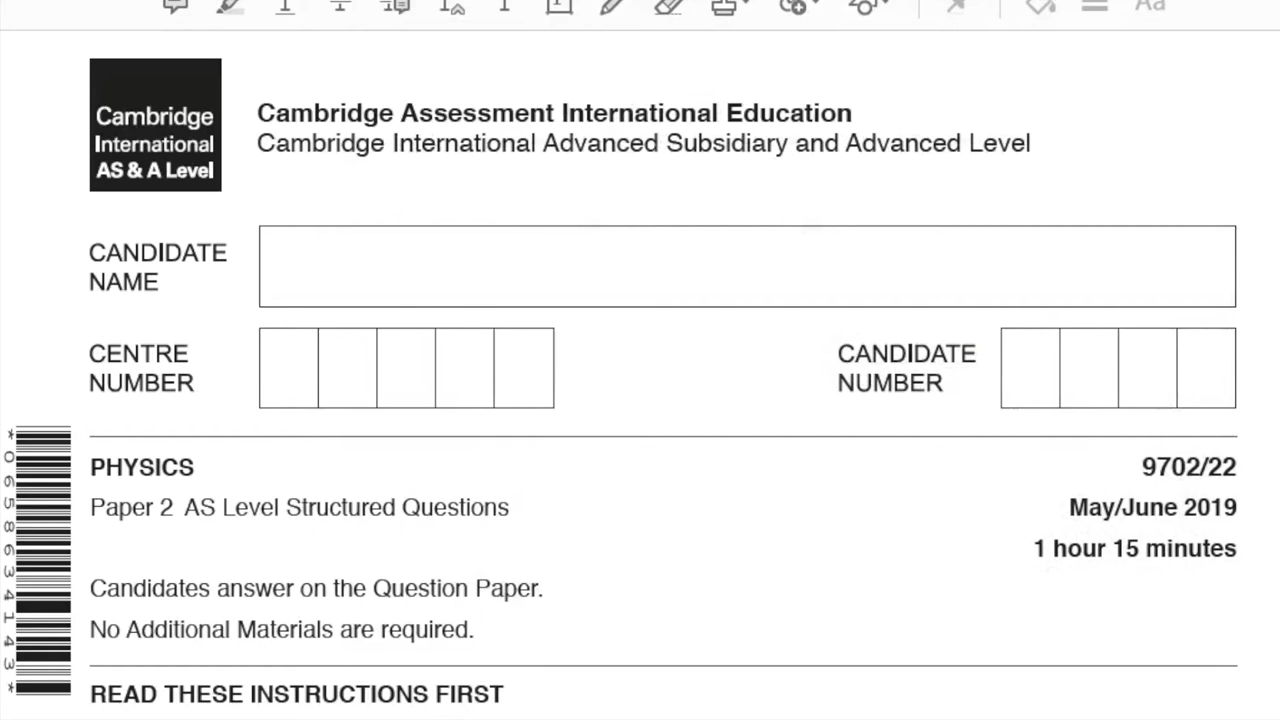 Cambridge
International
AS & A Level
Cambridge Assessment International Education
Cambridge International Advanced Subsidiary and Advanced Level
CANDIDATE
NAME
CENTRE
NUMBER
CANDIDATE
NUMBER
*0658634143*
PHYSICS
9702/22
Paper 2 AS Level Structured Questions
May/June 2019
1 hour 15 minutes
Candidates answer on the Question Paper.
No Additional Materials are required.
READ THESE INSTRUCTIONS FIRST
Aa